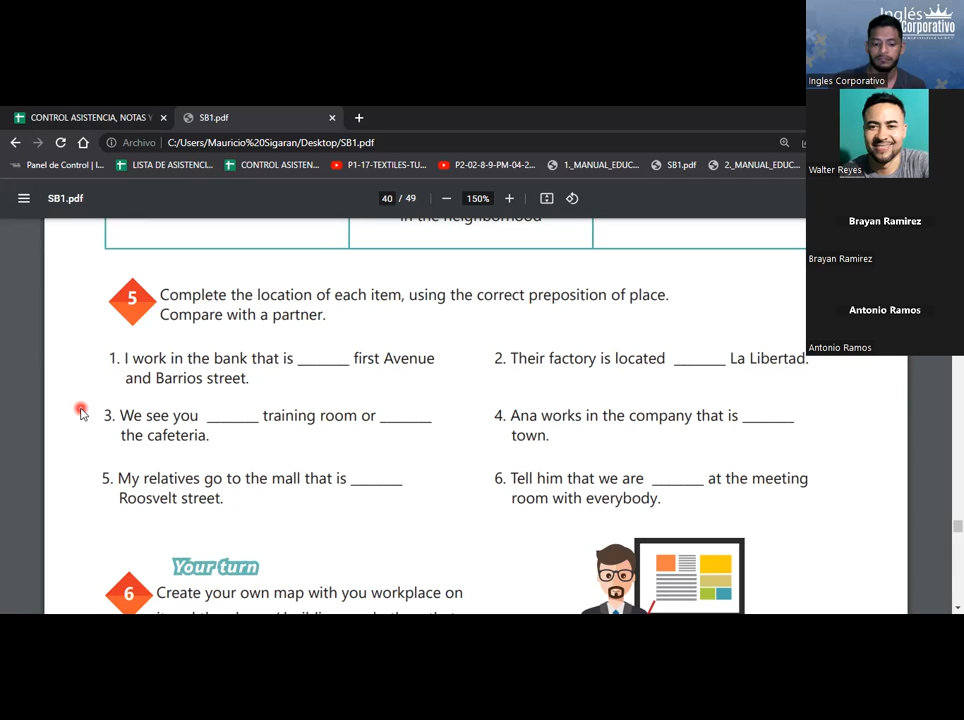 Inglés
Corporativo
Ingles Corporativo
Walter Reyes
Brayan Ramirez
Brayan Ramirez
Antonio Ramos
Antonio Ramos
CONTROL ASISTENCIA, NOTAS Y
SB1.pdf
Archivo
C:/Users/Mauricio%20Sigaran/Desktop/SB1.pdf
Panel de Control | I...
LISTA DE ASISTENCI...
CONTROL ASISTEN...
P1-17-TEXTILES-TU...
P2-02-8-9-PM-04-2...
1._MANUAL_EDUC...
SB1.pdf
2._MANUAL_EDUC...
SB1.pdf
40 / 49
150%
in the neighborhood
5
Complete the location of each item, using the correct preposition of place.
Compare with a partner.
1. I work in the bank that is ______ first Avenue
and Barrios street.
2. Their factory is located ______ La Libertad.
3. We see you ______ training room or ______
the cafeteria.
4. Ana works in the company that is ______
town.
5. My relatives go to the mall that is ______
Roosvelt street.
6. Tell him that we are ______ at the meeting
room with everybody.
Your turn
6
Create your own map with you workplace on